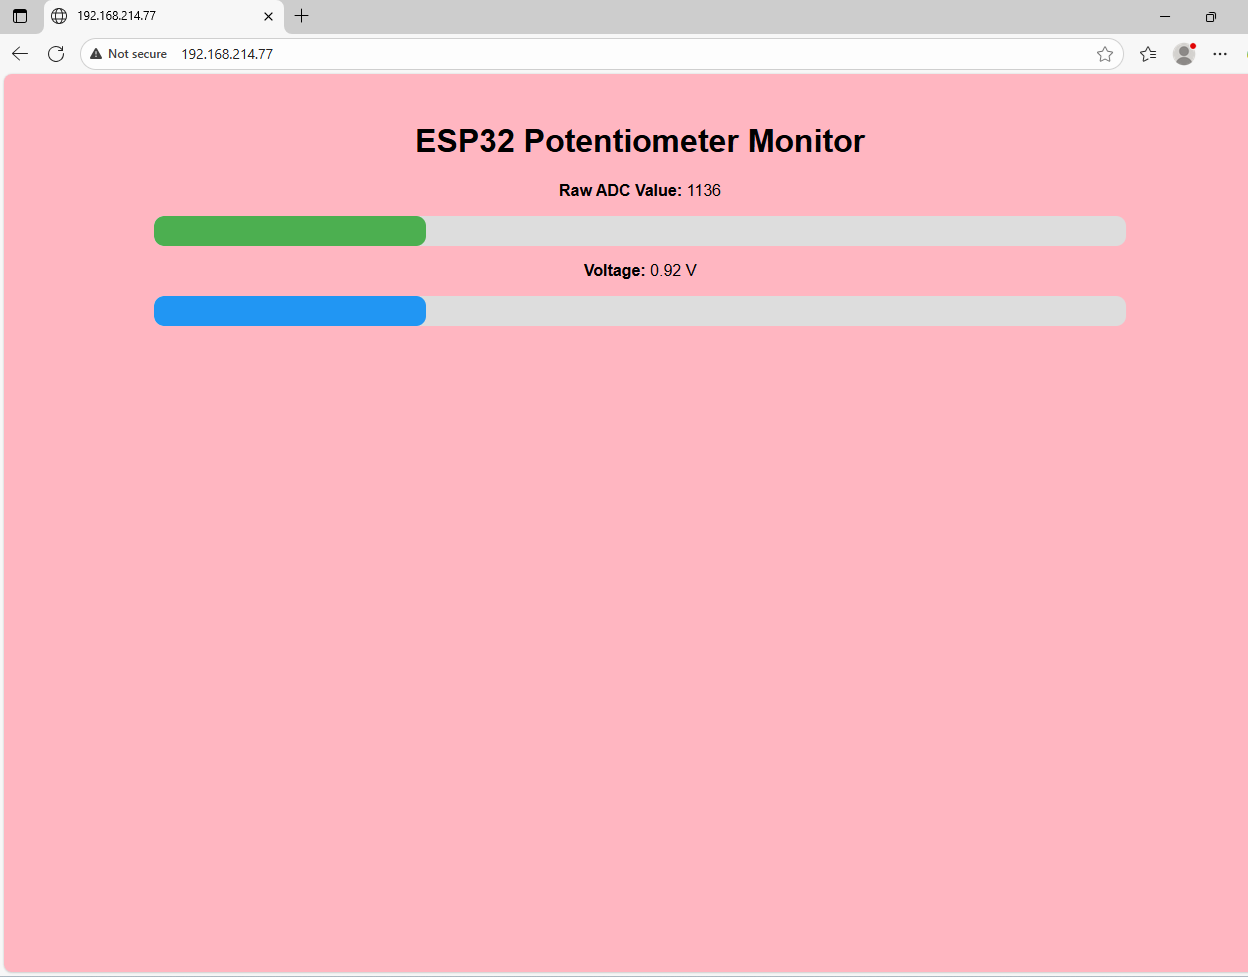 192.168.214.77
Not secure 192.168.214.77
ESP32 Potentiometer Monitor
Raw ADC Value: 1136
Voltage: 0.92 V